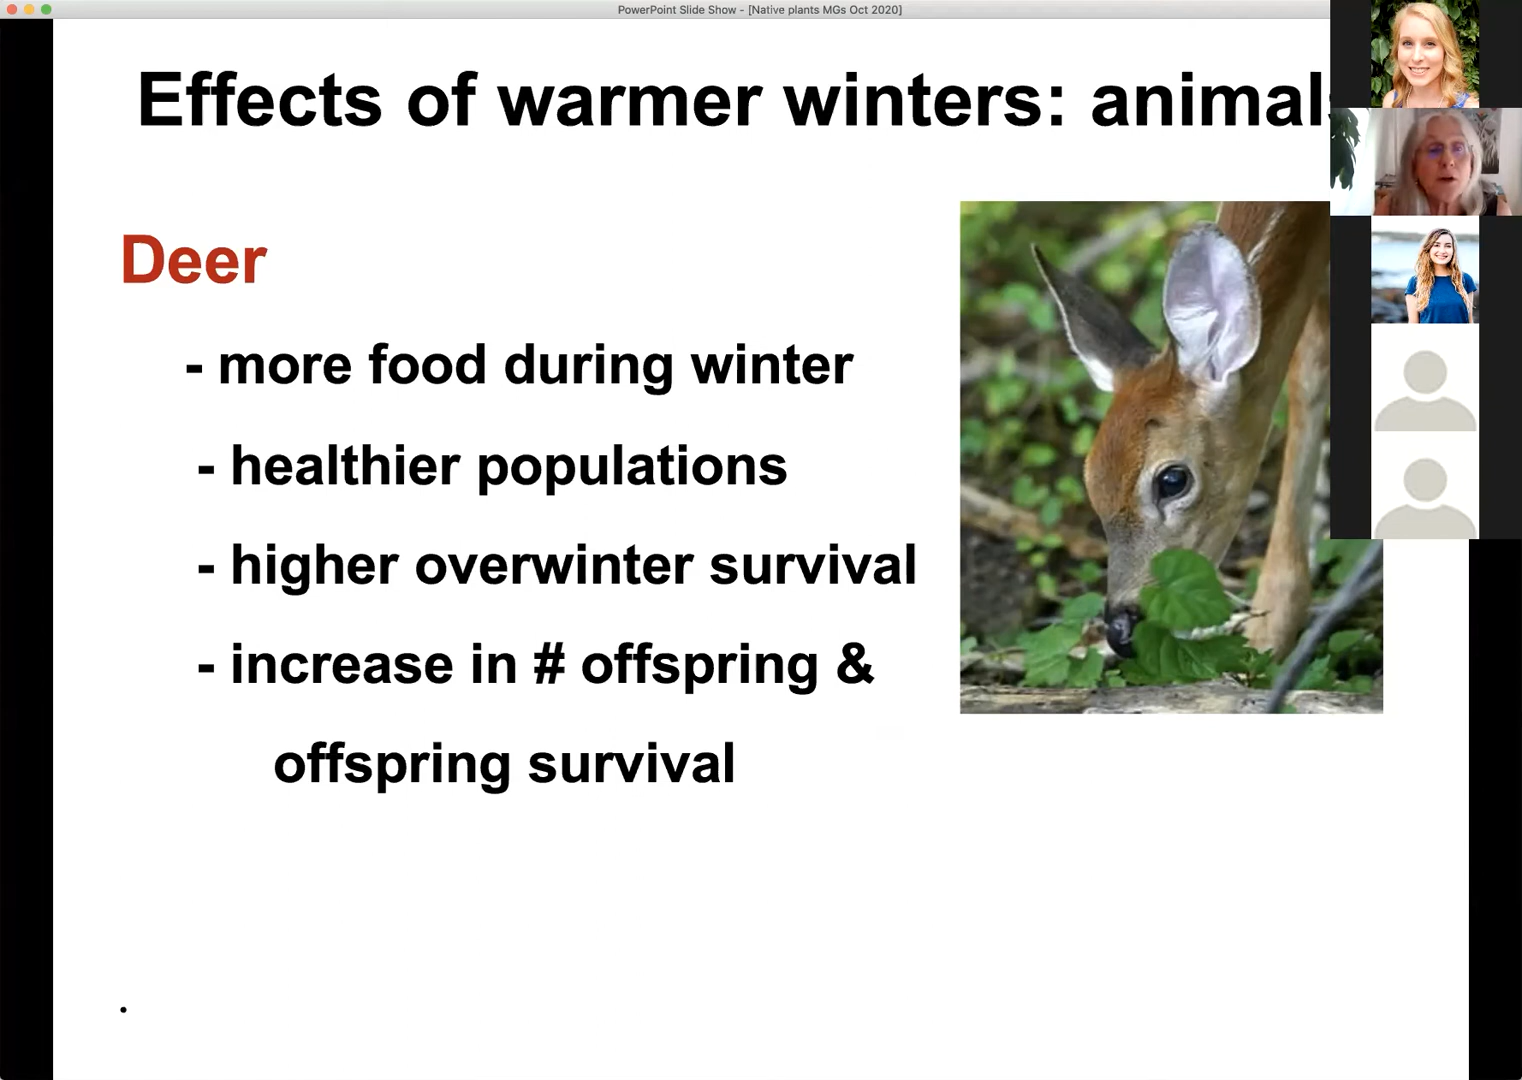 PowerPoint Slide Show - [Native plants MGs Oct 2020]
Effects of warmer winters: animals
Deer
- more food during winter
- healthier populations
- higher overwinter survival
- increase in # offspring &
offspring survival
.